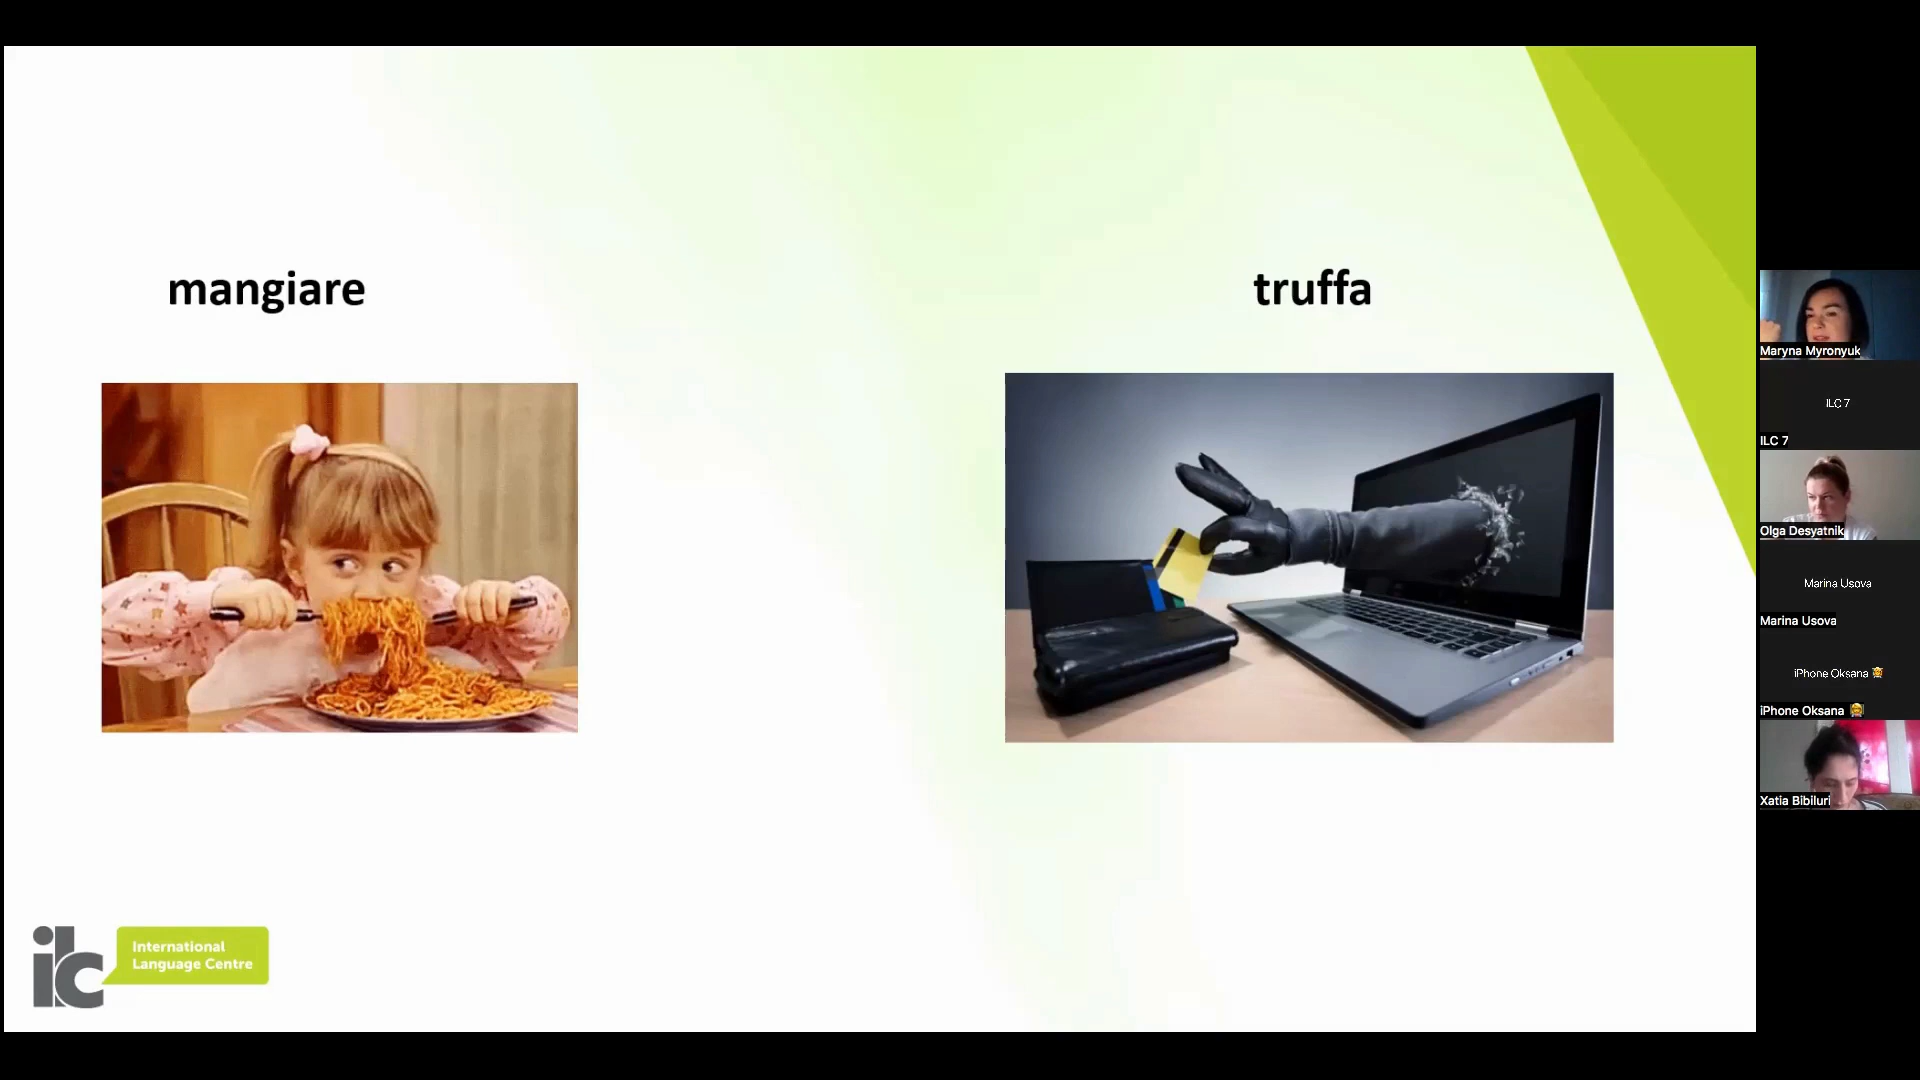 mangiare
truffa
ilc
International
Language Centre
Maryna Myronyuk
ILC 7
ILC 7
Olga Desyatnik
Marina Usova
Marina Usova
iPhone Oksana
iPhone Oksana
Xatia Bibiluri